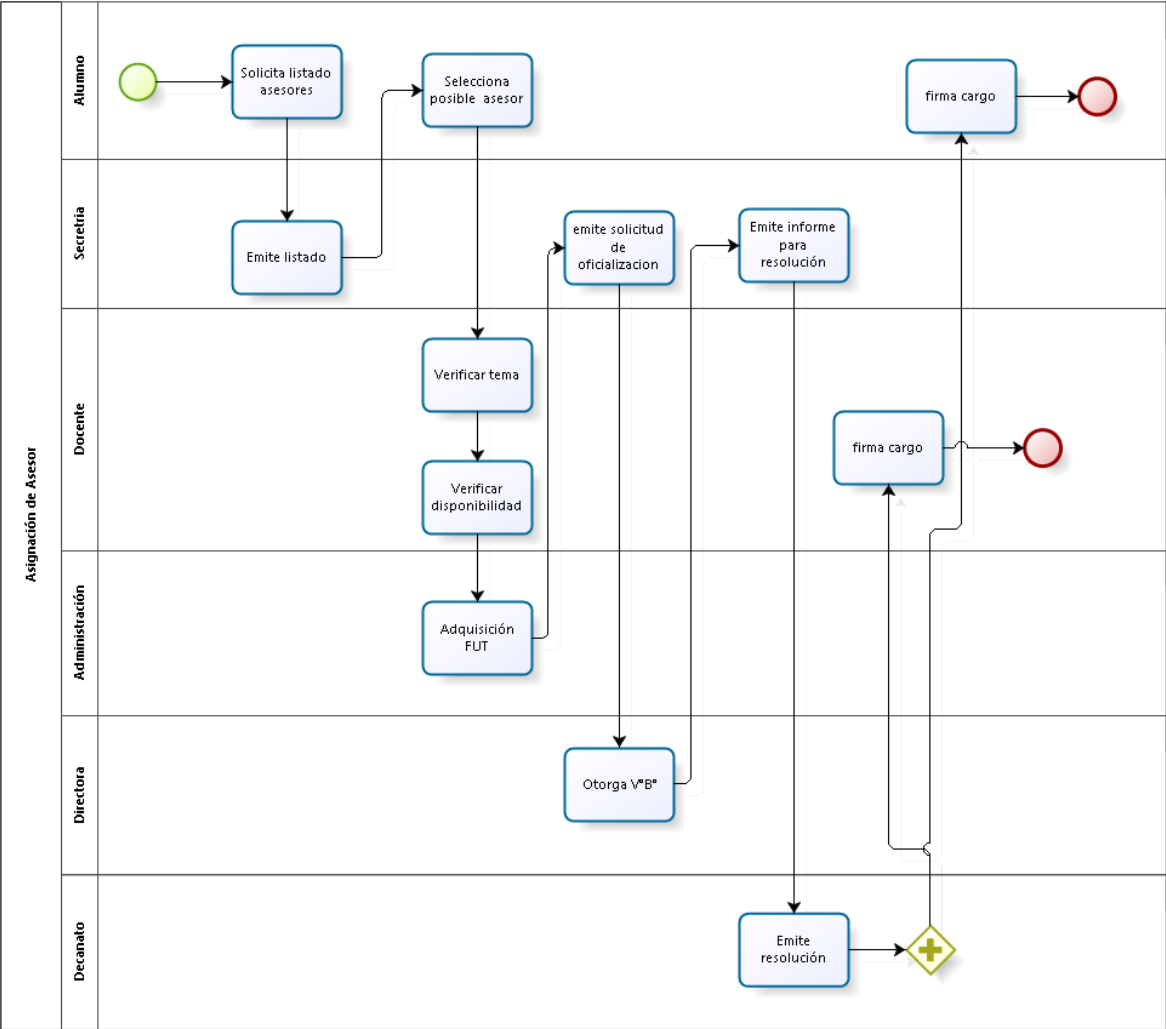 Asignación de Asesor
Alumno
Solicita listado
asesores
Selecciona
posible asesor
firma cargo
Secretria
Emite listado
emite solicitud
de
oficializacion
Emite informe
para
resolución
Docente
Verificar tema
Verificar
disponibilidad
firma cargo
Administración
Adquisición
FUT
Directora
Otorga V°B°
Decanato
Emite
resolución